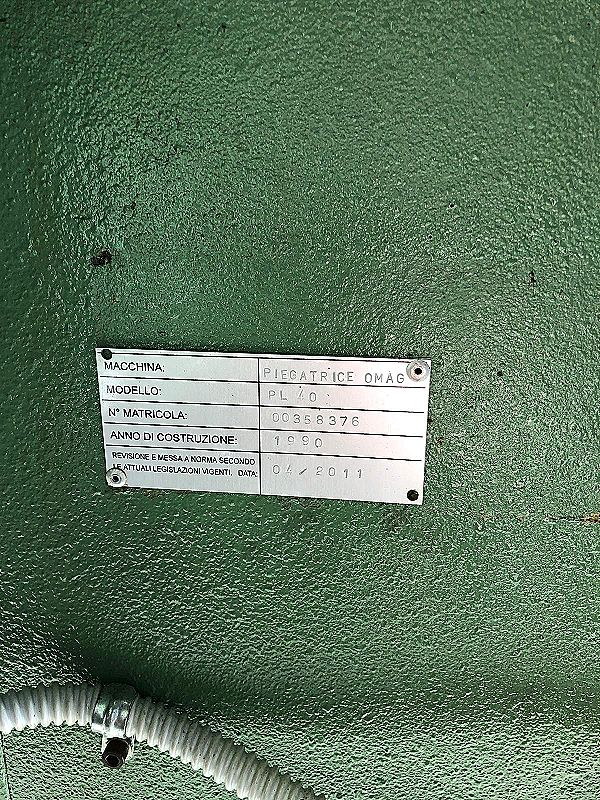 MACCHINA: PIEGATRICE OMAG
MODELLO: PL 40
N° MATRICOLA: 00358376
ANNO DI COSTRUZIONE: 1990
REVISIONE E MESSA A NORMA SECONDO
LE ATTUALI LEGISLAZIONI VIGENTI. DATA: 04/2011